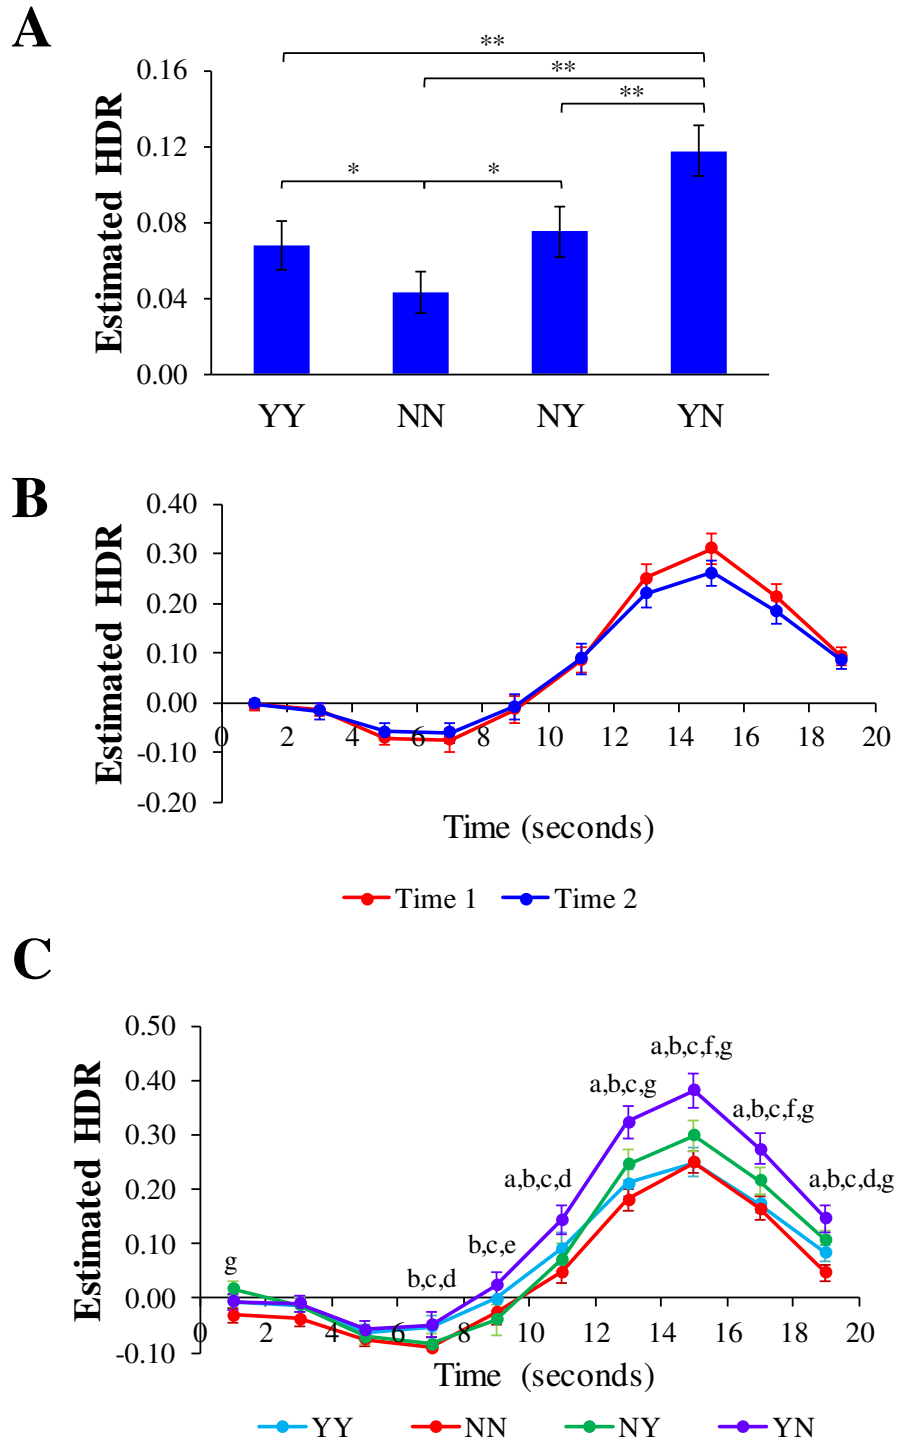 A
**
**
**
*
*
Estimated HDR
0.16
0.12
0.08
0.04
0.00
YY NN NY YN
B
Estimated HDR
0.40
0.30
0.20
0.10
0.00
-0.10
-0.20
0 2 4 6 8 10 12 14 16 18 20
Time (seconds)
Time 1 Time 2
C
Estimated HDR
0.50
0.40
0.30
0.20
0.10
0.00
-0.10
g
b,c,d
b,c,e
a,b,c,d
a,b,c,g
a,b,c,f,g
a,b,c,f,g
a,b,c,d,g
0 2 4 6 8 10 12 14 16 18 20
Time (seconds)
YY NN NY YN